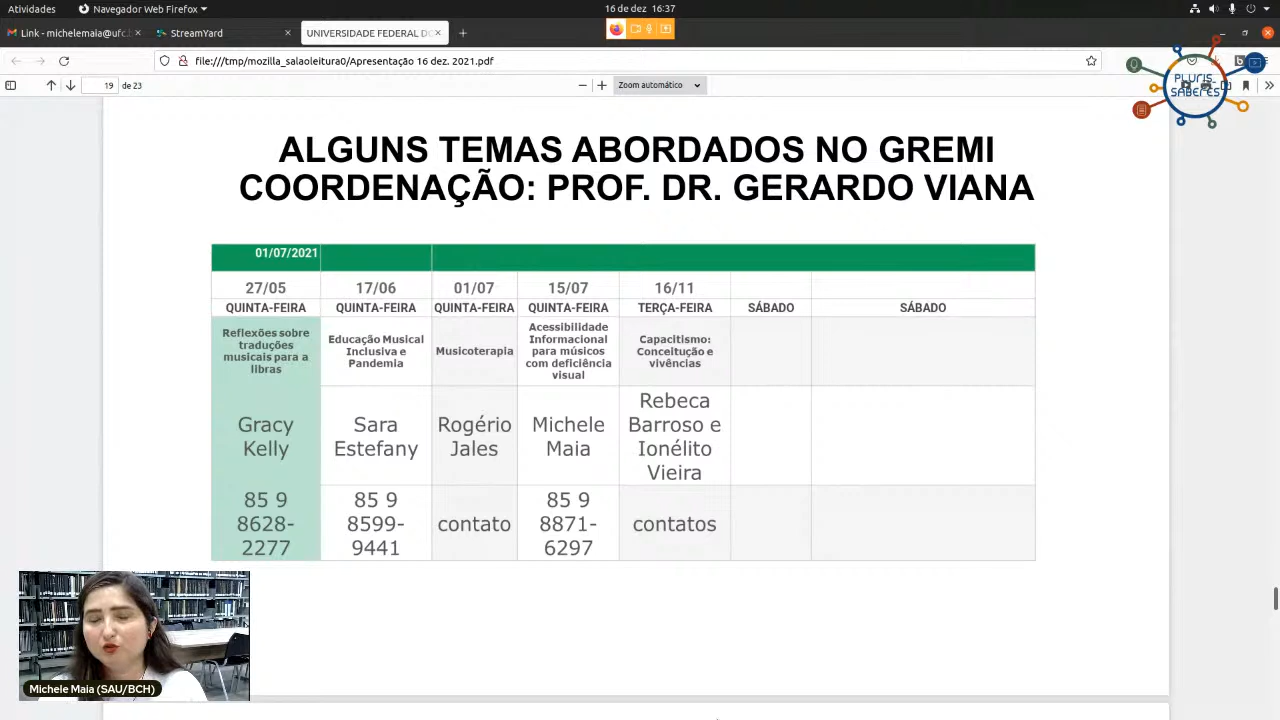 Atividades
Navegador Web Firefox
16 de dez 16:37
Link - michelemaia@ufc.
StreamYard
UNIVERSIDADE FEDERAL DO
file:///tmp/mozilla_salaoleitura0/Apresentação 16 dez. 2021.pdf
19 de 23
Zoom automático
PLURIS
SABERES
ALGUNS TEMAS ABORDADOS NO GREMI
COORDENAÇÃO: PROF. DR. GERARDO VIANA
01/07/2021
27/05 17/06 01/07 15/07 16/11
QUINTA-FEIRA QUINTA-FEIRA QUINTA-FEIRA QUINTA-FEIRA TERÇA-FEIRA SÁBADO SÁBADO
Reflexões sobre
traduções
musicais para a
libras
Educação Musical
Inclusiva e
Pandemia
Musicoterapia
Acessibilidade
Informacional
para músicos
com deficiência
visual
Capacitismo:
Conceitução e
vivências
Gracy
Kelly
Sara
Estefany
Rogério
Jales
Michele
Maia
Rebeca
Barroso e
Ionélito
Vieira
85 9
8628-
2277
85 9
8599-
9441
contato
85 9
8871-
6297
contatos
Michele Maia (SAU/BCH)